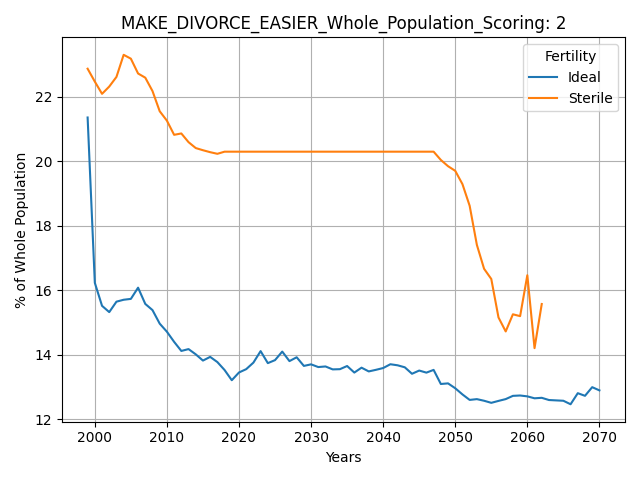 MAKE_DIVORCE_EASIER_Whole_Population_Scoring: 2
Fertility
Ideal
Sterile
% of Whole Population
22
20
18
16
14
12
2000 2010 2020 2030 2040 2050 2060 2070
Years